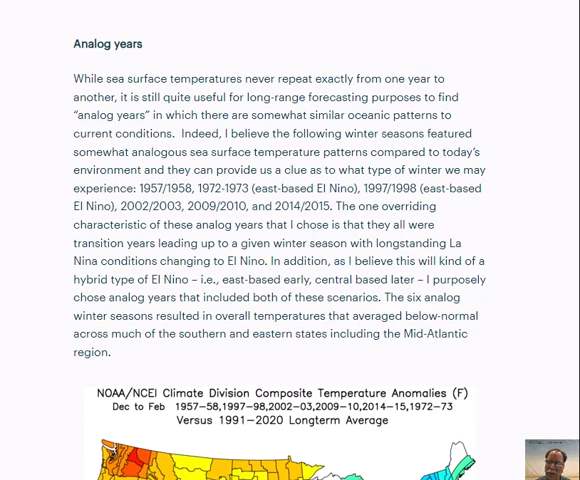 Analog years
While sea surface temperatures never repeat exactly from one year to
another, it is still quite useful for long-range forecasting purposes to find
“analog years” in which there are somewhat similar oceanic patterns to
current conditions.  Indeed, I believe the following winter seasons featured
somewhat analogous sea surface temperature patterns compared to today’s
environment and they can provide us a clue as to what type of winter we may
experience: 1957/1958, 1972-1973 (east-based El Nino), 1997/1998 (east-based
El Nino), 2002/2003, 2009/2010, and 2014/2015. The one overriding
characteristic of these analog years that I chose is that they all were
transition years leading up to a given winter season with longstanding La
Nina conditions changing to El Nino. In addition, as I believe this will kind of a
hybrid type of El Nino – i.e., east-based early, central based later – I purposely
chose analog years that included both of these scenarios. The six analog
winter seasons resulted in overall temperatures that averaged below-normal
across much of the southern and eastern states including the Mid-Atlantic
region.
NOAA/NCEI Climate Division Composite Temperature Anomalies (F)
Dec to Feb  1957-58,1997-98,2002-03,2009-10,2014-15,1972-73
Versus 1991-2020 Longterm Average